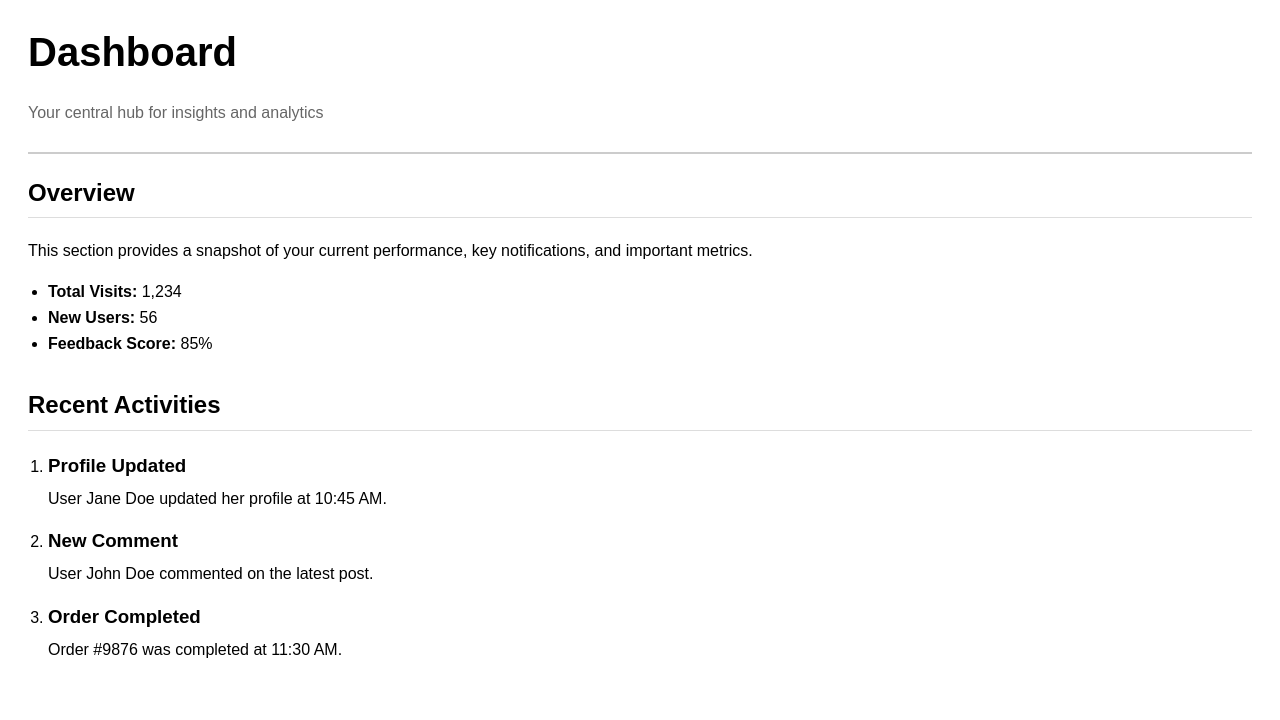 Dashboard
Your central hub for insights and analytics
Overview
This section provides a snapshot of your current performance, key notifications, and important metrics.
• Total Visits: 1,234
• New Users: 56
• Feedback Score: 85%
Recent Activities
1. Profile Updated
User Jane Doe updated her profile at 10:45 AM.
2. New Comment
User John Doe commented on the latest post.
3. Order Completed
Order #9876 was completed at 11:30 AM.